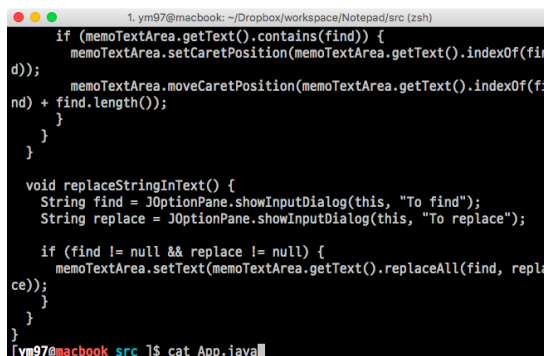 1. ym97@macbook: ~/Dropbox/workspace/Notepad/src (zsh)
if (memoTextArea.getText().contains(find)) {
memoTextArea.setCaretPosition(memoTextArea.getText().indexOf(fin
d));
memoTextArea.moveCaretPosition(memoTextArea.getText().indexOf(fi
nd) + find.length());
}
}
}
void replaceStringInText() {
String find = JOptionPane.showInputDialog(this, "To find");
String replace = JOptionPane.showInputDialog(this, "To replace");
if (find != null && replace != null) {
memoTextArea.setText(memoTextArea.getText().replaceAll(find, repla
ce));
}
}
}
[ym97@macbook src ]$ cat App.java